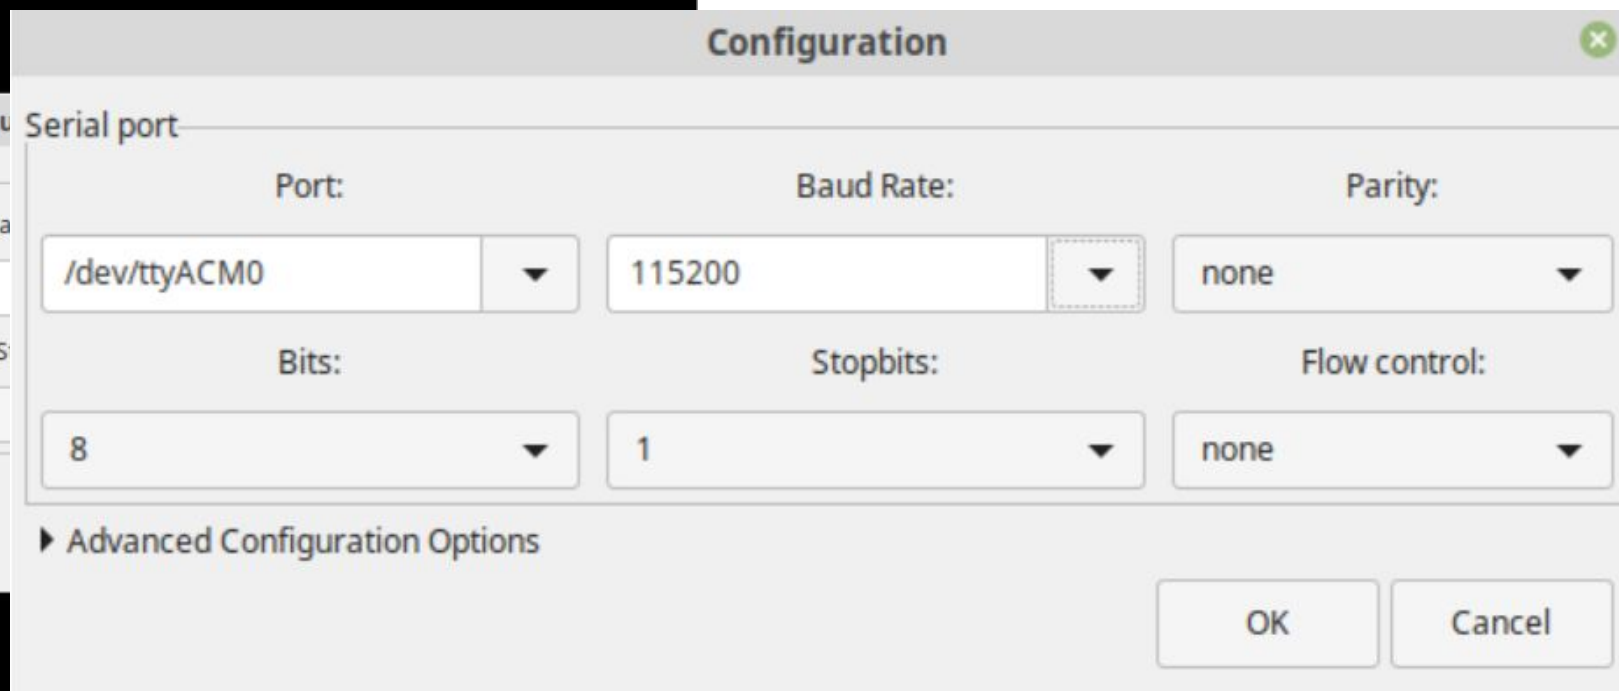 Configuration
Serial port
Port: Baud Rate: Parity:
/dev/ttyACM0 115200 none
Bits: Stopbits: Flow control:
8 1 none
Advanced Configuration Options
OK Cancel